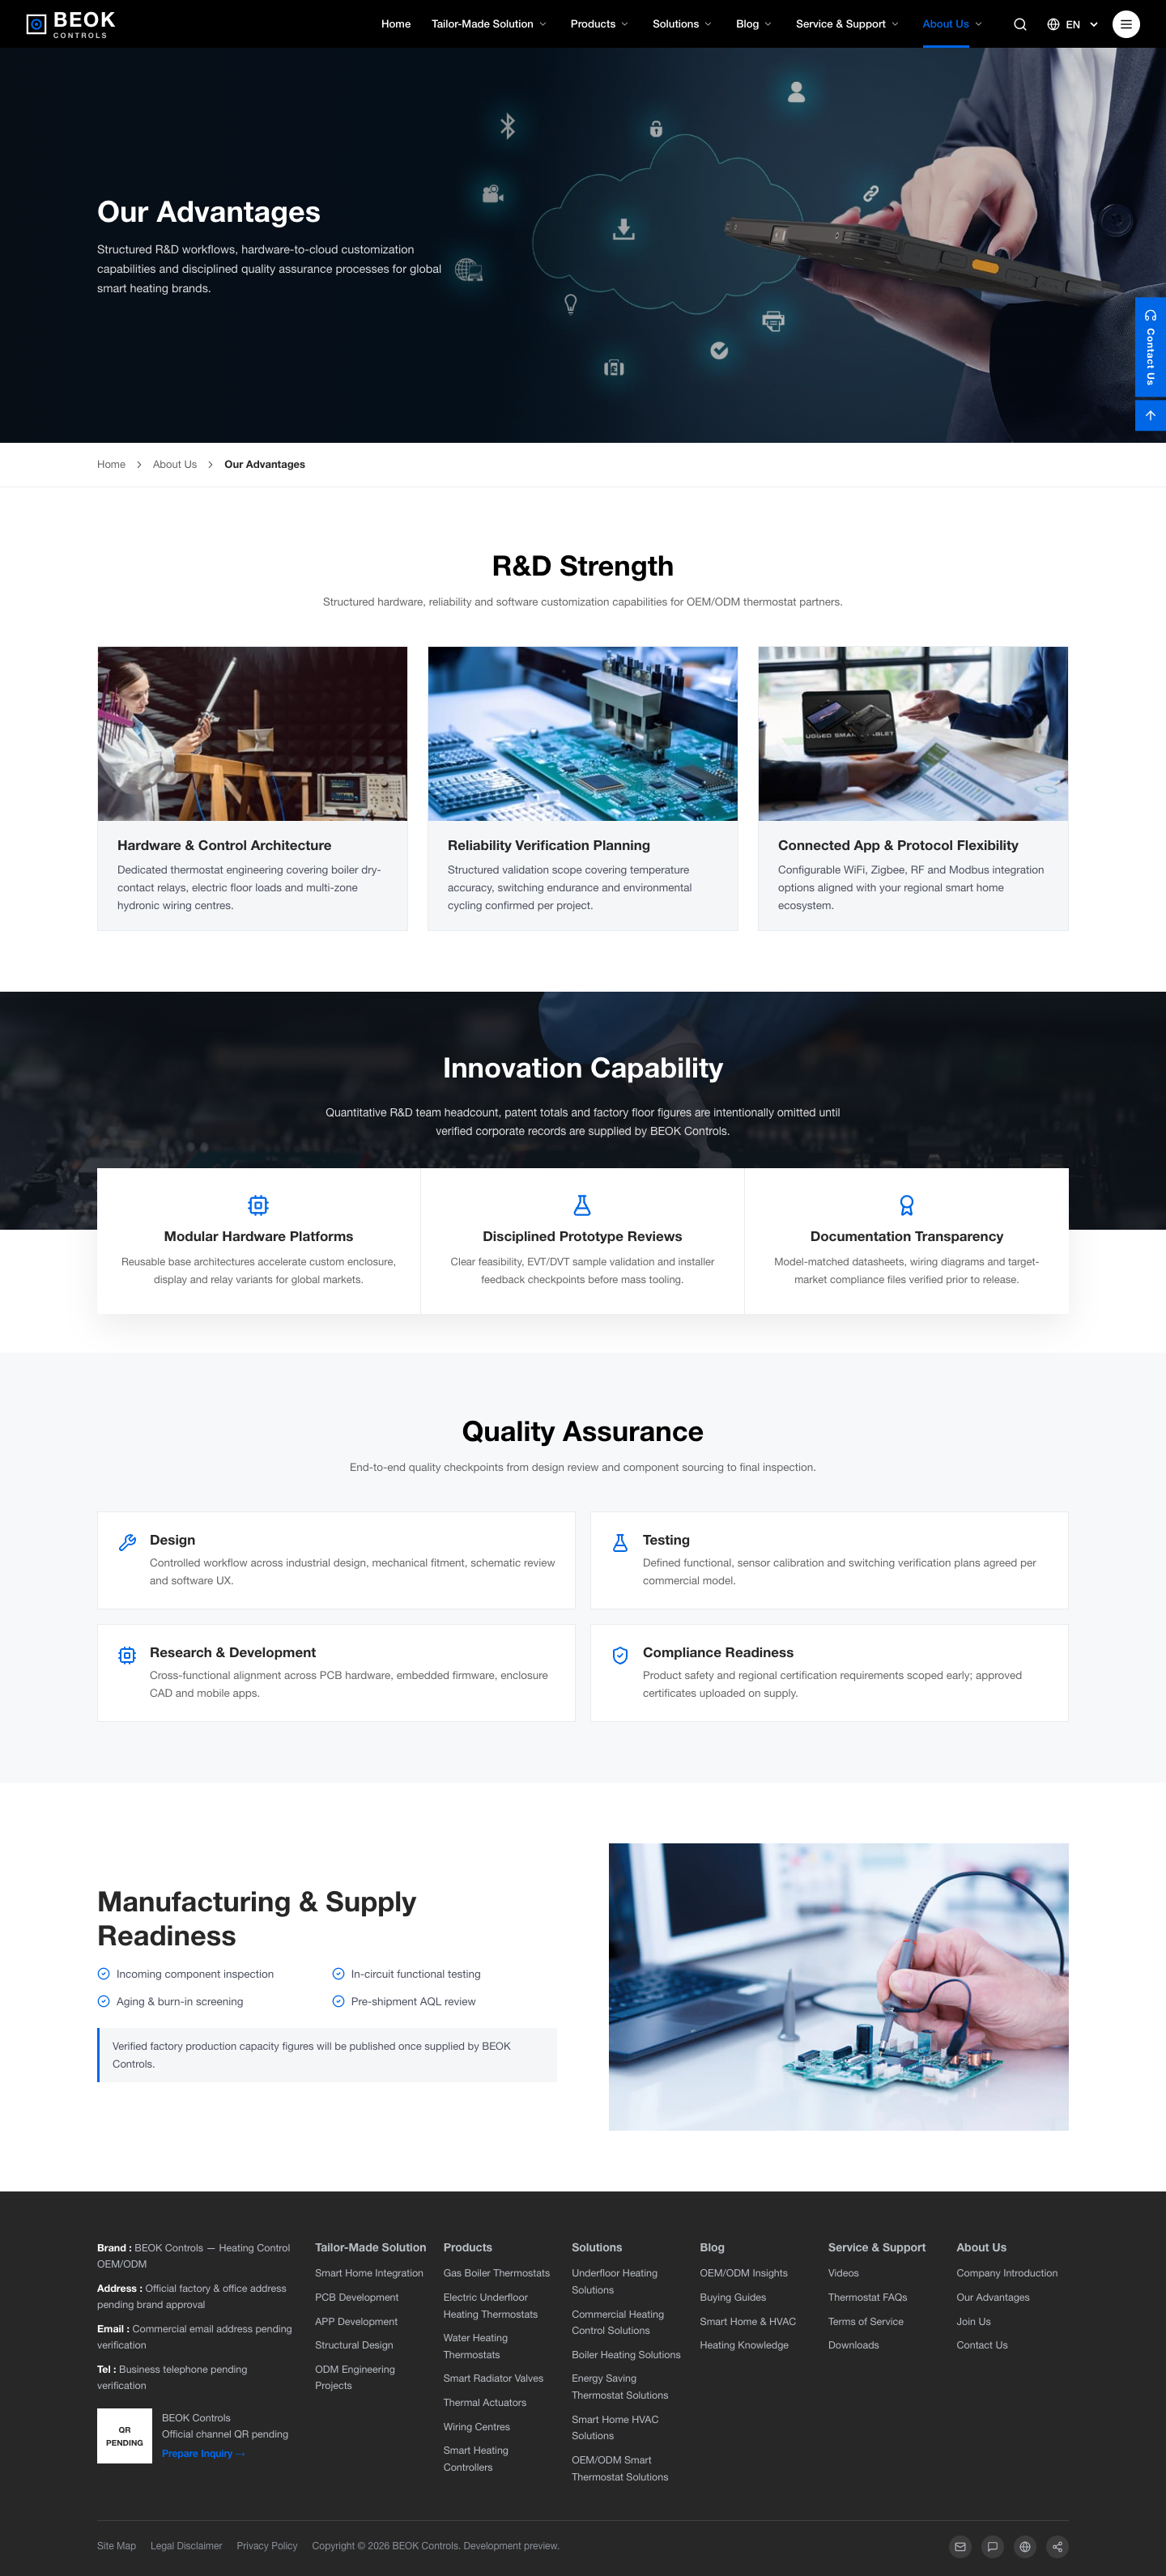 BEOK
CONTROLS
Home
Tailor-Made Solution
Products
Solutions
Blog
Service & Support
About Us
EN
Our Advantages
Structured R&D workflows, hardware-to-cloud customization
capabilities and disciplined quality assurance processes for global
smart heating brands.
Contact Us
Home
About Us
Our Advantages
R&D Strength
Structured hardware, reliability and software customization capabilities for OEM/ODM thermostat partners.
Hardware & Control Architecture
Dedicated thermostat engineering covering boiler dry-
contact relays, electric floor loads and multi-zone
hydronic wiring centres.
Reliability Verification Planning
Structured validation scope covering temperature
accuracy, switching endurance and environmental
cycling confirmed per project.
Connected App & Protocol Flexibility
Configurable WiFi, Zigbee, RF and Modbus integration
options aligned with your regional smart home
ecosystem.
Innovation Capability
Quantitative R&D team headcount, patent totals and factory floor figures are intentionally omitted until
verified corporate records are supplied by BEOK Controls.
Modular Hardware Platforms
Reusable base architectures accelerate custom enclosure,
display and relay variants for global markets.
Disciplined Prototype Reviews
Clear feasibility, EVT/DVT sample validation and installer
feedback checkpoints before mass tooling.
Documentation Transparency
Model-matched datasheets, wiring diagrams and target-
market compliance files verified prior to release.
Quality Assurance
End-to-end quality checkpoints from design review and component sourcing to final inspection.
Design
Controlled workflow across industrial design, mechanical fitment, schematic review
and software UX.
Testing
Defined functional, sensor calibration and switching verification plans agreed per
commercial model.
Research & Development
Cross-functional alignment across PCB hardware, embedded firmware, enclosure
CAD and mobile apps.
Compliance Readiness
Product safety and regional certification requirements scoped early; approved
certificates uploaded on supply.
Manufacturing & Supply
Readiness
Incoming component inspection
In-circuit functional testing
Aging & burn-in screening
Pre-shipment AQL review
Verified factory production capacity figures will be published once supplied by BEOK
Controls.
Brand : BEOK Controls — Heating Control
OEM/ODM
Address : Official factory & office address
pending brand approval
Email : Commercial email address pending
verification
Tel : Business telephone pending
verification
QR
PENDING
BEOK Controls
Official channel QR pending
Prepare Inquiry →
Tailor-Made Solution
Smart Home Integration
PCB Development
APP Development
Structural Design
ODM Engineering
Projects
Products
Gas Boiler Thermostats
Electric Underfloor
Heating Thermostats
Water Heating
Thermostats
Smart Radiator Valves
Thermal Actuators
Wiring Centres
Smart Heating
Controllers
Solutions
Underfloor Heating
Solutions
Commercial Heating
Control Solutions
Boiler Heating Solutions
Energy Saving
Thermostat Solutions
Smart Home HVAC
Solutions
OEM/ODM Smart
Thermostat Solutions
Blog
OEM/ODM Insights
Buying Guides
Smart Home & HVAC
Heating Knowledge
Service & Support
Videos
Thermostat FAQs
Terms of Service
Downloads
About Us
Company Introduction
Our Advantages
Join Us
Contact Us
Site Map
Legal Disclaimer
Privacy Policy
Copyright © 2026 BEOK Controls. Development preview.